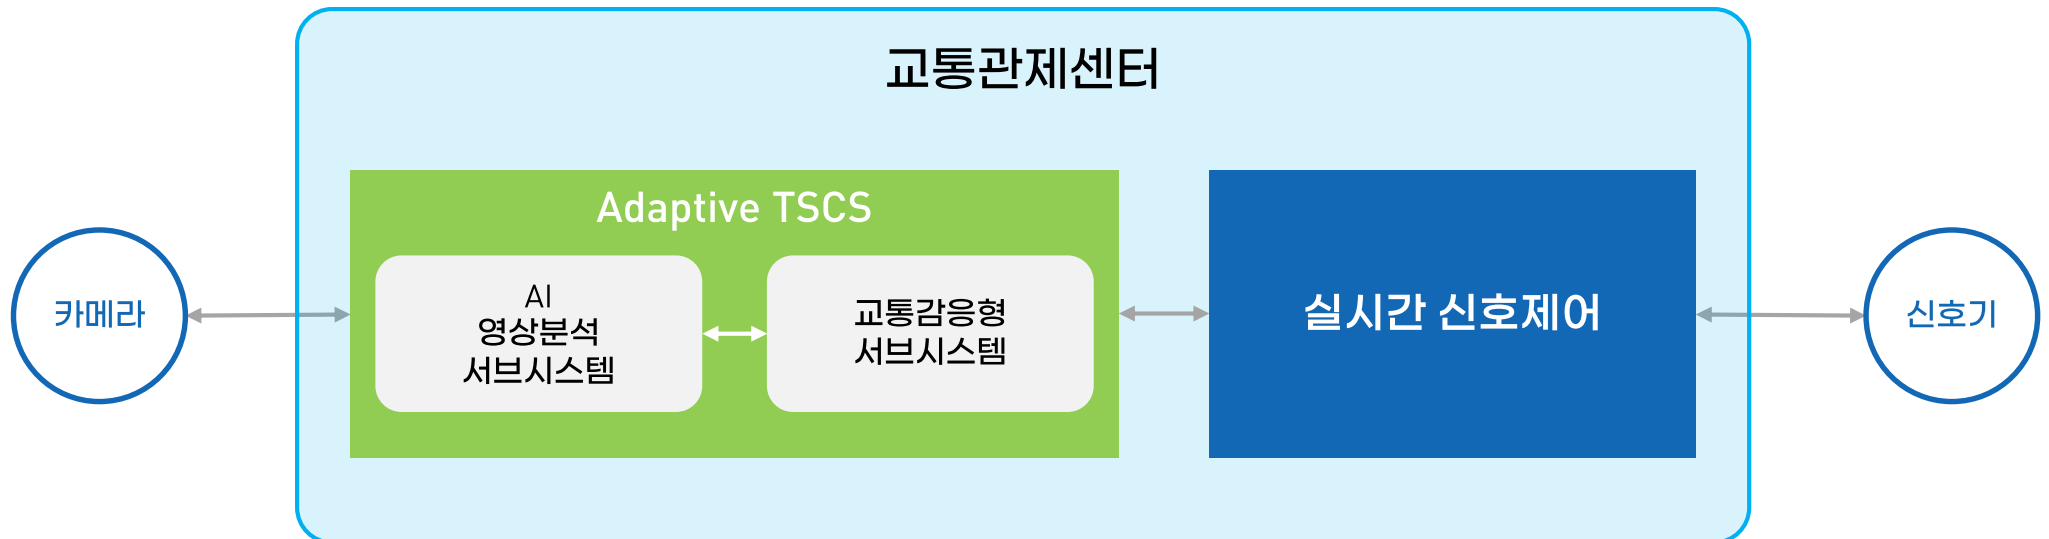 교통관제센터
Adaptive TSCS
카메라
AI
영상분석
서브시스템
교통감응형
서브시스템
실시간 신호제어
신호기